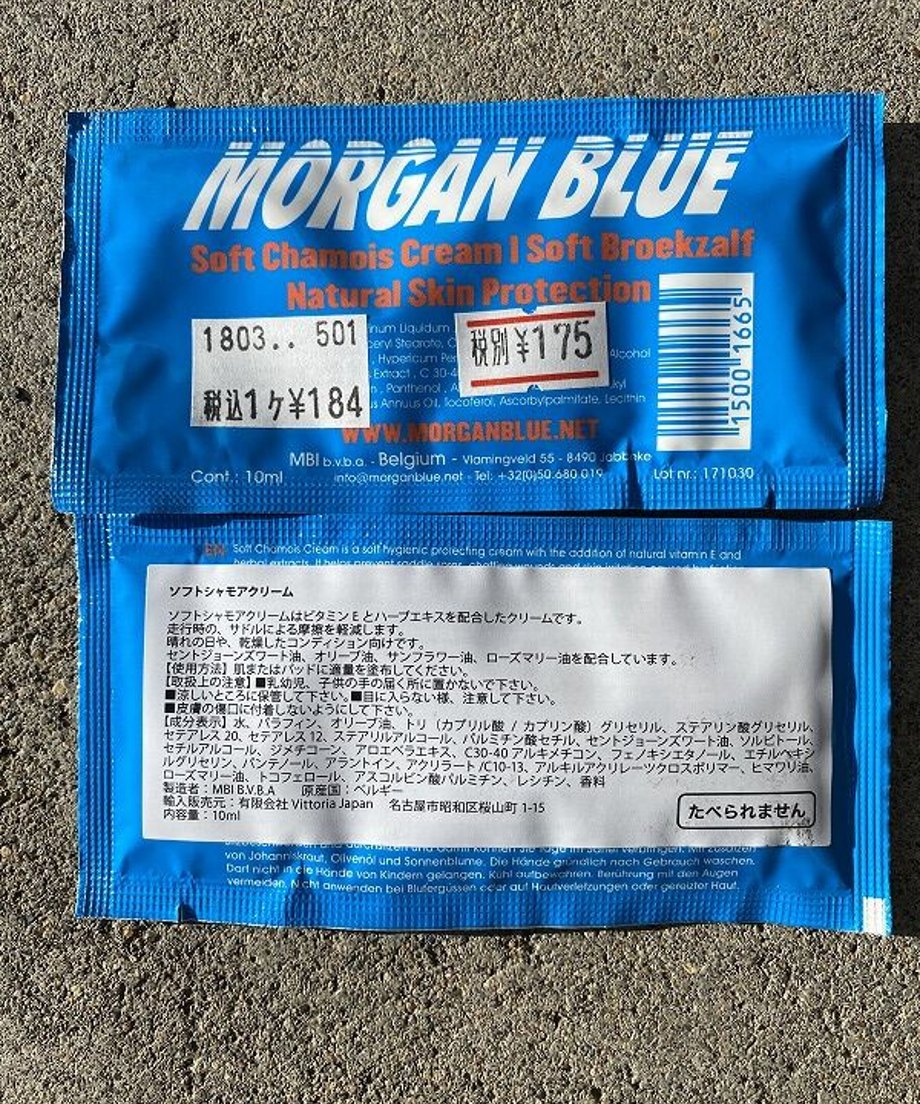 MORGAN BLUE
Soft Chamois Cream | Soft Broekzalf
Natural Skin Protection
1803.. 501
税込1ケ¥184
税別¥175
Liquidum
ceryl Stearate,
Hypericum
Alcohol
Extract . C 30-4
Panthenol
Annuus Oil, Tocoferol, Ascorbylpalmitate, Lecithin
1500 1665
WWW.MORGANBLUE.NET
MBI b.v.b.a. - Belgium - Vlamingveld 55 - 8490 Jabbeke
Cont.: 10ml
info@morganblue.net - Tel: +32(0)50.680 019
Lot nr.: 171030
EN Soft Chamois Cream is a soft hygienic protecting cream with the addition of natural vitamin E and
ソフトシャモアクリーム
ソフトシャモアクリームはビタミンEとハーブエキスを配合したクリームです。
走行時の、サドルによる摩擦を軽減します。
晴れの日や、乾燥したコンディション向けです。
セントジョーンズワート油、オリーブ油、サンフラワー油、ローズマリー油を配合しています。
【使用方法】肌またはパッドに適量を塗布してください。
【取扱上の注意】■乳幼児、子供の手の届く所に置かないで下さい。
■涼しいところに保管して下さい。■目に入らない様、注意して下さい。
■皮膚の傷口に付着しないようにして下さい。
【成分表示】水、パラフィン、オリーブ油、トリ（カプリル酸 / カプリン酸）グリセリル、ステアリン酸グリセリル、
セテアレス 20、セテアレス 12、ステアリルアルコール、パルミチン酸セチル、セントジョーンズワート油、ソルビトール、
セチルアルコール、ジメチコーン、アロエベラエキス、C30-40 アルキメチコン、フェノキシエタノール、エチルヘキシ
ルグリセリン、パンテノール、アラントイン、アクリラート /C10-13、アルキルアクリレーツクロスポリマー、ヒマワリ油、
ローズマリー油、トコフェロール、アスコルビン酸パルミチン、レシチン、香料
製造者：MBI B.V.B.A 原産国：ベルギー
輸入販売元：有限会社 Vittoria Japan 名古屋市昭和区桜山町 1-15
内容量：10ml
たべられません
von Johanniskraut, Olivenöl und Sonnenblume. Die Hände gründlich nach Gebrauch waschen.
Darf nicht in die Hände von Kindern gelangen. Kühl aufbewahren. Berührung mit den Augen
vermeiden. Nicht anwenden bei Blutergüssen oder auf Hautverletzungen oder gereizter Haut.